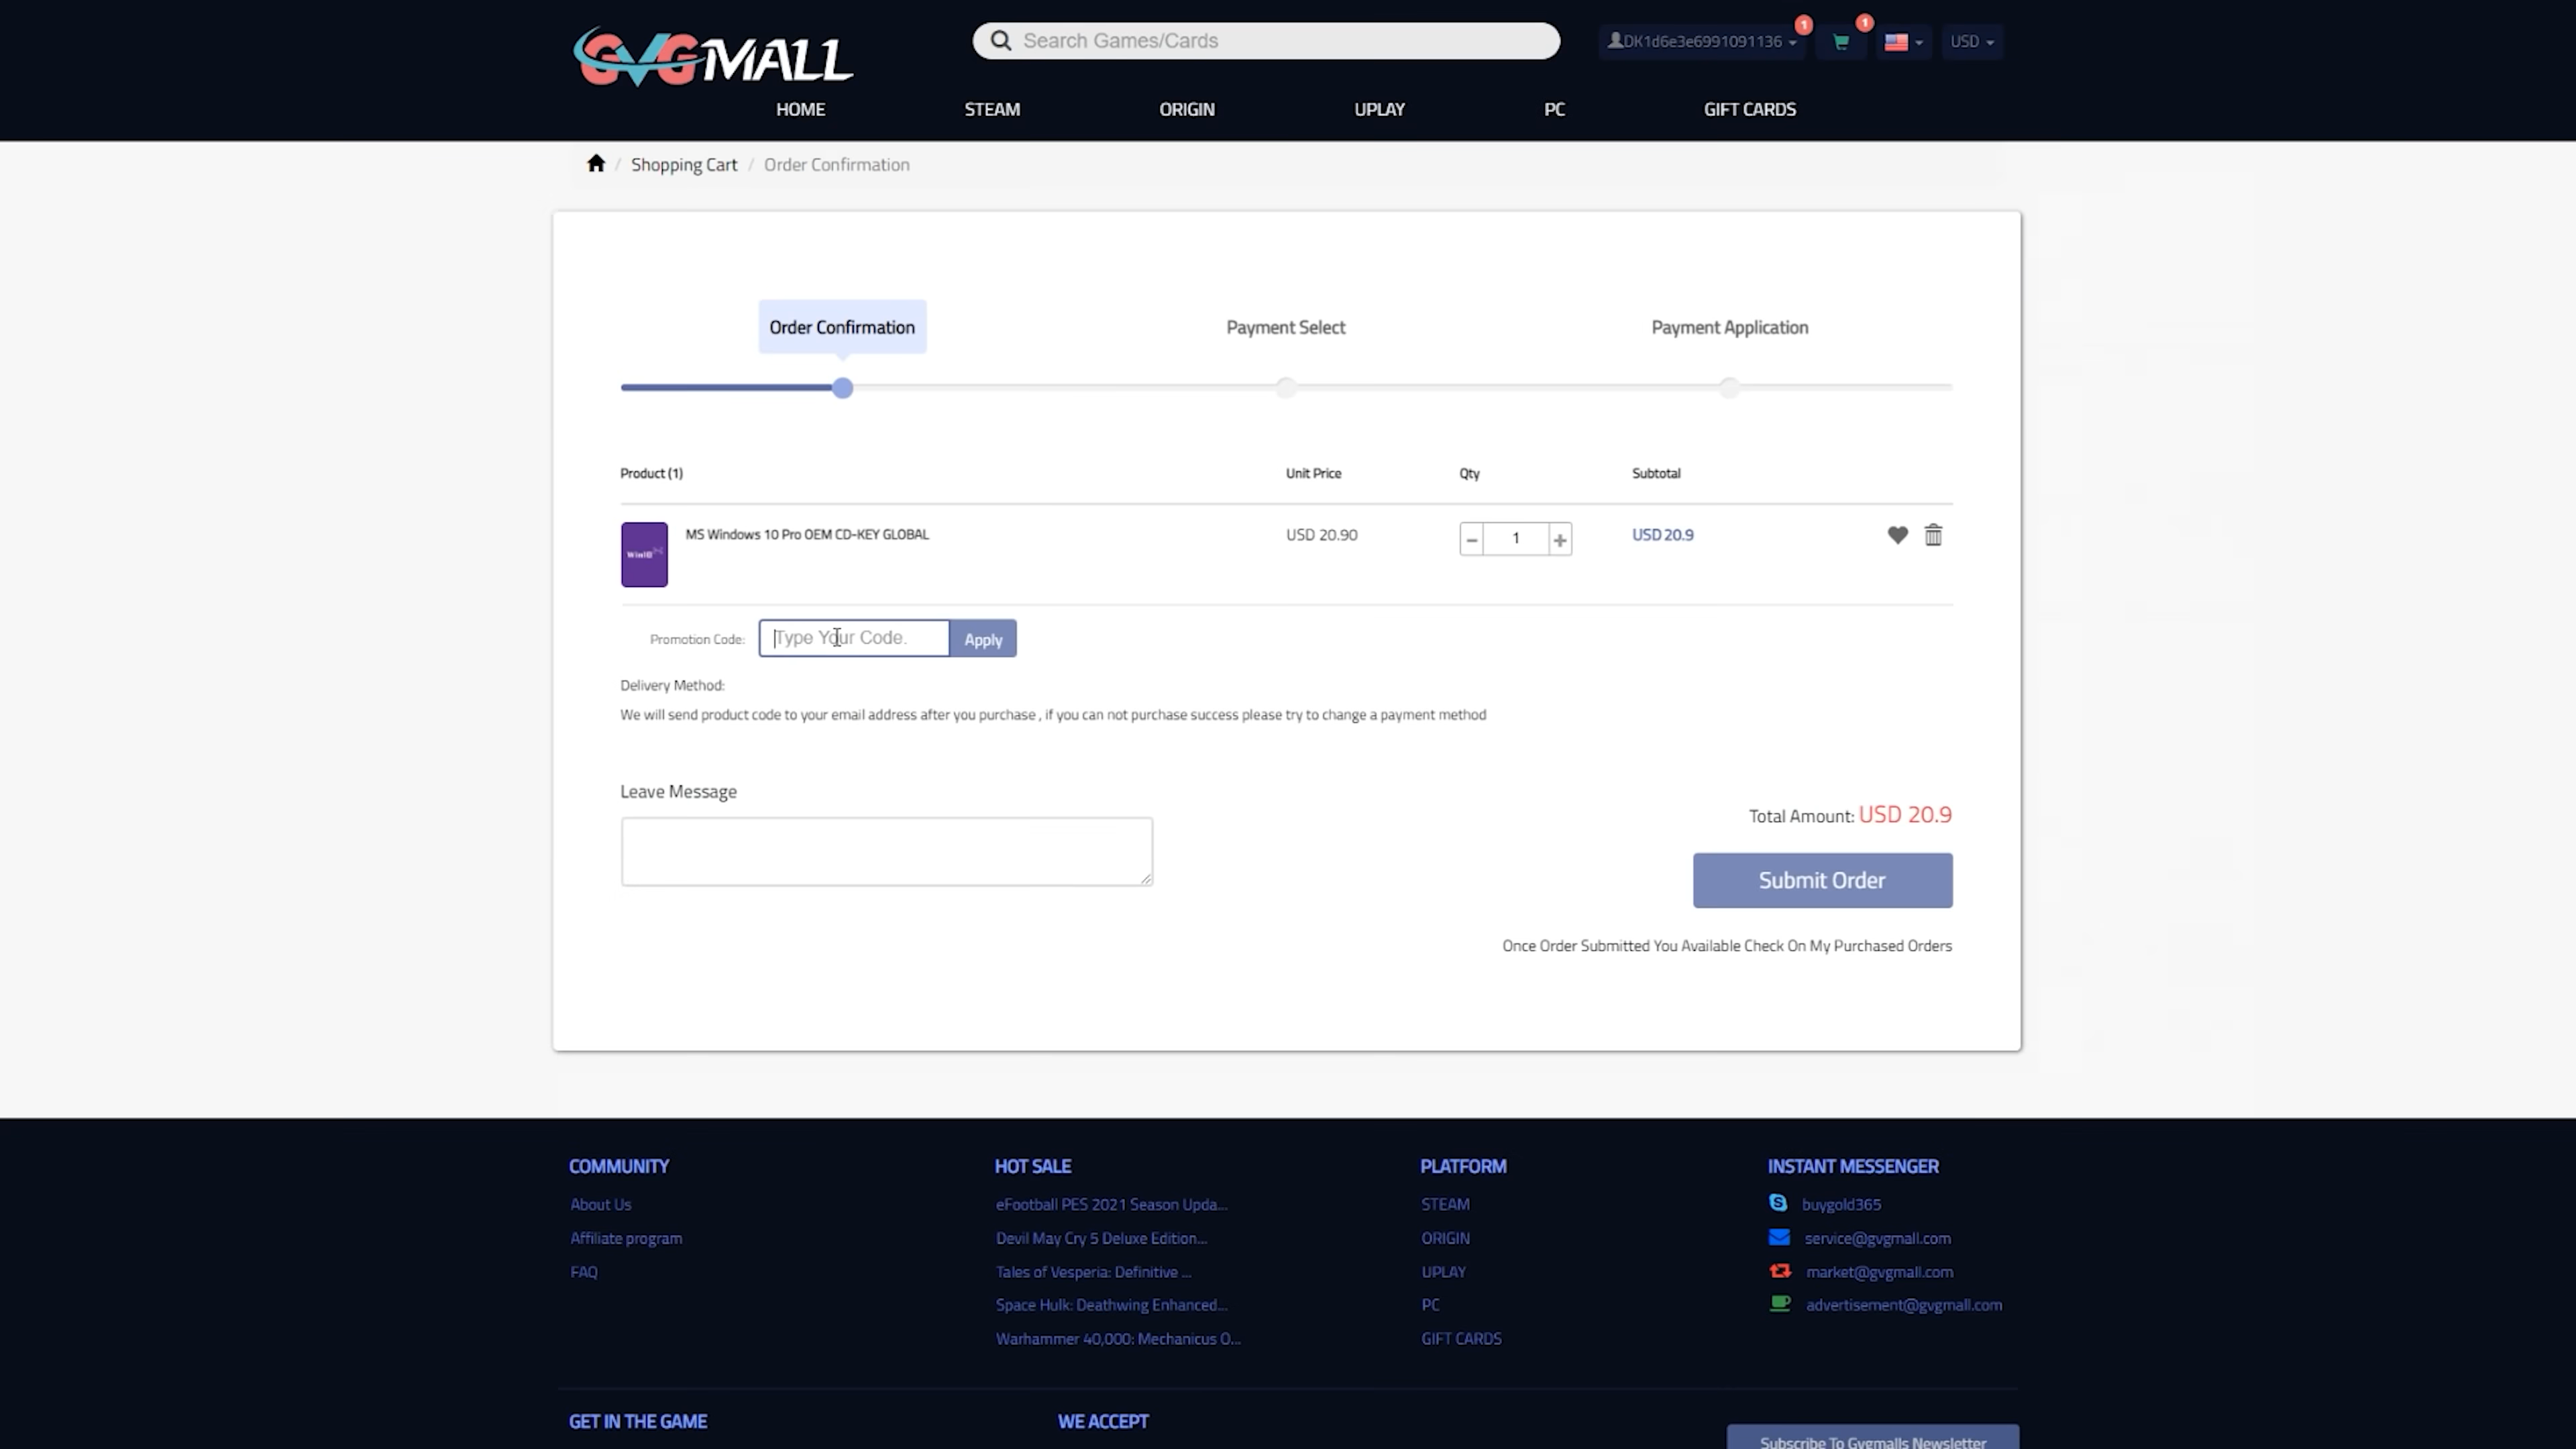 GVGMALL
Search Games/Cards
DK1d6e3e6991091136
1
1
USD
HOME
STEAM
ORIGIN
UPLAY
PC
GIFT CARDS
/ Shopping Cart / Order Confirmation
Order Confirmation
Payment Select
Payment Application
Product (1)
Unit Price
Qty
Subtotal
Win10
MS Windows 10 Pro OEM CD-KEY GLOBAL
USD 20.90
− 1 +
USD 20.9
Promotion Code:
Type Your Code.
Apply
Delivery Method:
We will send product code to your email address after you purchase , if you can not purchase success please try to change a payment method
Leave Message
Total Amount: USD 20.9
Submit Order
Once Order Submitted You Available Check On My Purchased Orders
COMMUNITY
About Us
Affiliate program
FAQ
HOT SALE
eFootball PES 2021 Season Upda...
Devil May Cry 5 Deluxe Edition...
Tales of Vesperia: Definitive ...
Space Hulk: Deathwing Enhanced...
Warhammer 40,000: Mechanicus O...
PLATFORM
STEAM
ORIGIN
UPLAY
PC
GIFT CARDS
INSTANT MESSENGER
buygold365
service@gvgmall.com
market@gvgmall.com
advertisement@gvgmall.com
GET IN THE GAME
WE ACCEPT
Subscribe To Gvgmalls Newsletter